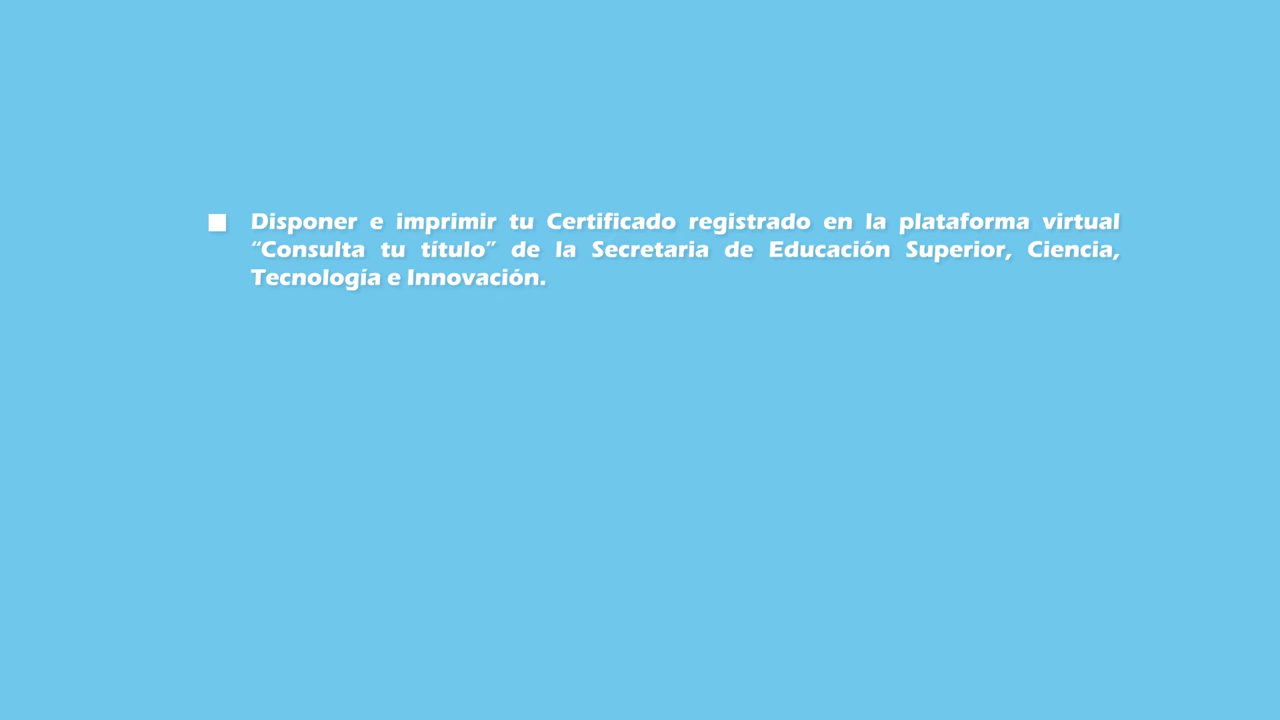 ■ Disponer e imprimir tu Certificado registrado en la plataforma virtual
“Consulta tu título” de la Secretaria de Educación Superior, Ciencia,
Tecnología e Innovación.